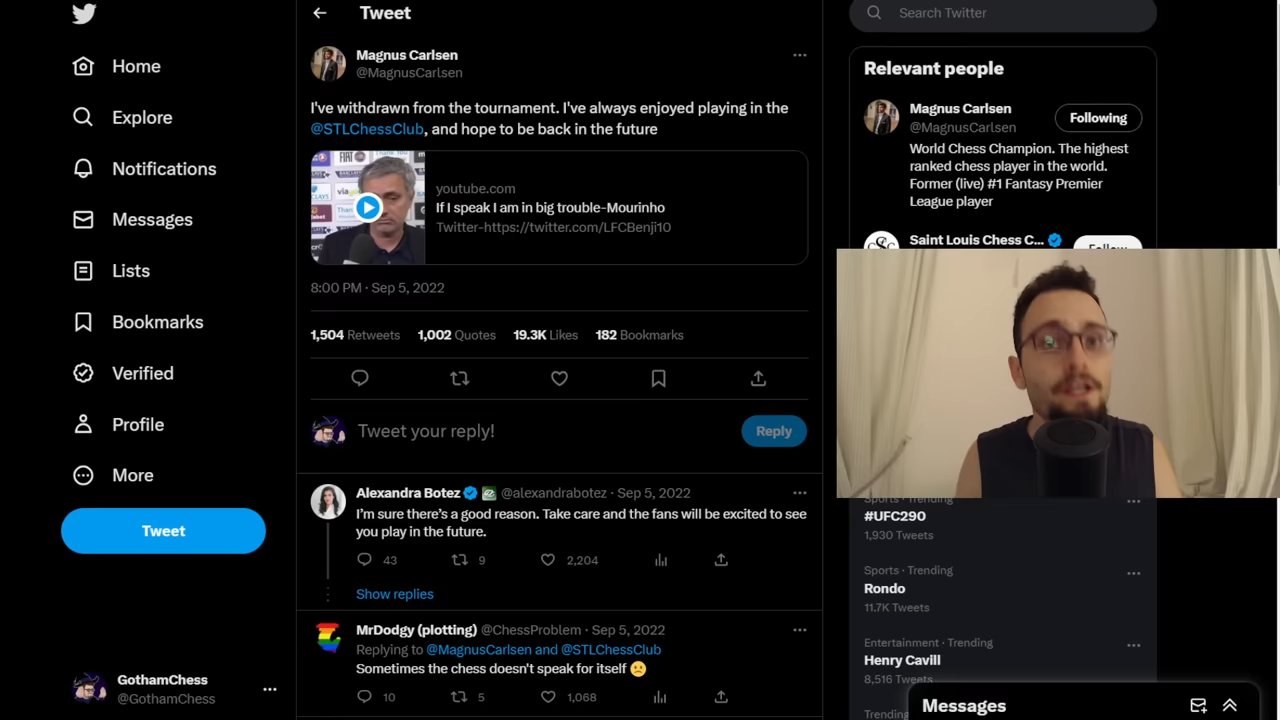 Home
Explore
Notifications
Messages
Lists
Bookmarks
Verified
Profile
More
Tweet
GothamChess
@GothamChess
Tweet
Magnus Carlsen
@MagnusCarlsen
I've withdrawn from the tournament. I've always enjoyed playing in the
@STLChessClub, and hope to be back in the future
FIAT
youtube.com
If I speak I am in big trouble-Mourinho
Twitter-https://twitter.com/LFCBenji10
8:00 PM · Sep 5, 2022
1,504 Retweets 1,002 Quotes 19.3K Likes 182 Bookmarks
Tweet your reply!
Reply
Alexandra Botez @alexandrabotez · Sep 5, 2022
I'm sure there's a good reason. Take care and the fans will be excited to see
you play in the future.
43 9 2,204
Show replies
MrDodgy (plotting) @ChessProblem · Sep 5, 2022
Replying to @MagnusCarlsen and @STLChessClub
Sometimes the chess doesn't speak for itself 🙁
10 5 1,068
Search Twitter
Relevant people
Magnus Carlsen
@MagnusCarlsen
Following
World Chess Champion. The highest
ranked chess player in the world.
Former (live) #1 Fantasy Premier
League player
Saint Louis Chess C...
Follow
Sports · Trending
#UFC290
1,930 Tweets
Sports · Trending
Rondo
11.7K Tweets
Entertainment · Trending
Henry Cavill
8,516 Tweets
Trending
Messages